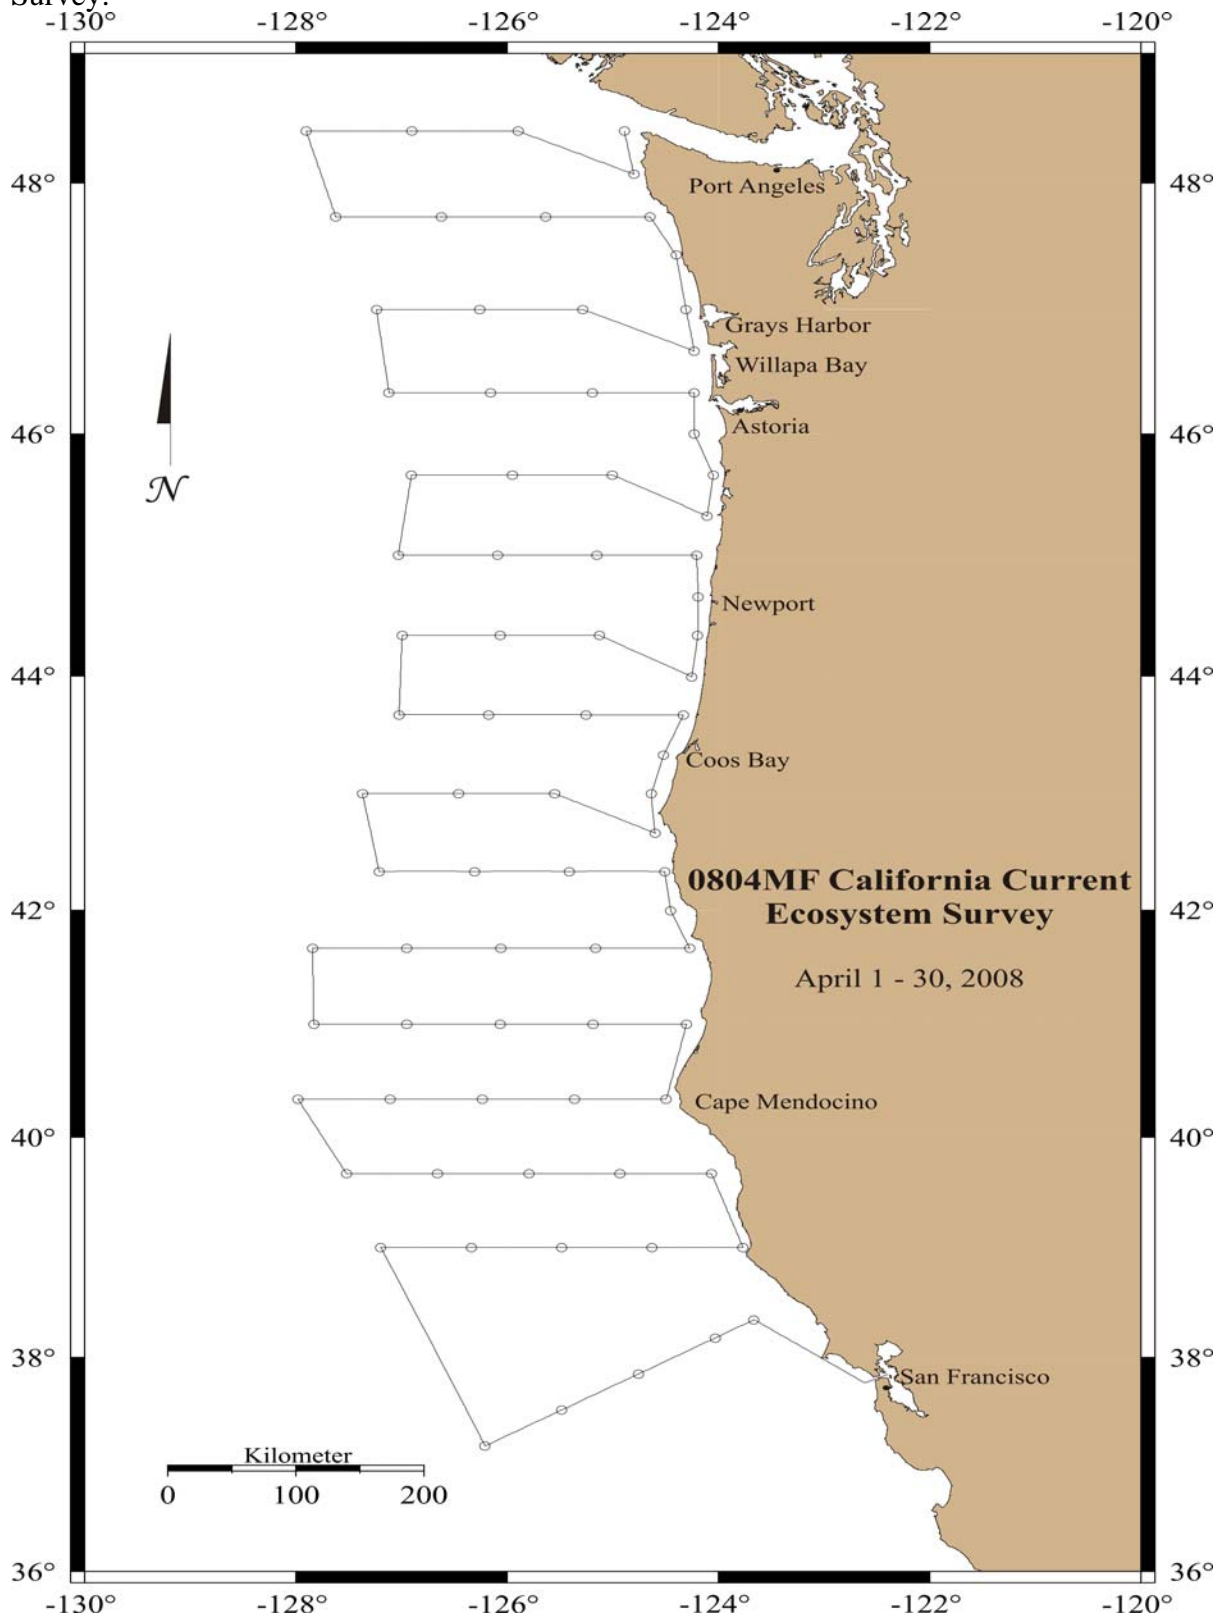 Survey.
-130° -128° -126° -124° -122° -120°
48° 48°
Port Angeles
Grays Harbor
Willapa Bay
Astoria
46° 46°
N
Newport
44° 44°
Coos Bay
0804MF California Current
Ecosystem Survey
42° 42°
April 1 - 30, 2008
Cape Mendocino
40° 40°
38° 38°
San Francisco
Kilometer
0 100 200
36° 36°
-130° -128° -126° -124° -122° -120°